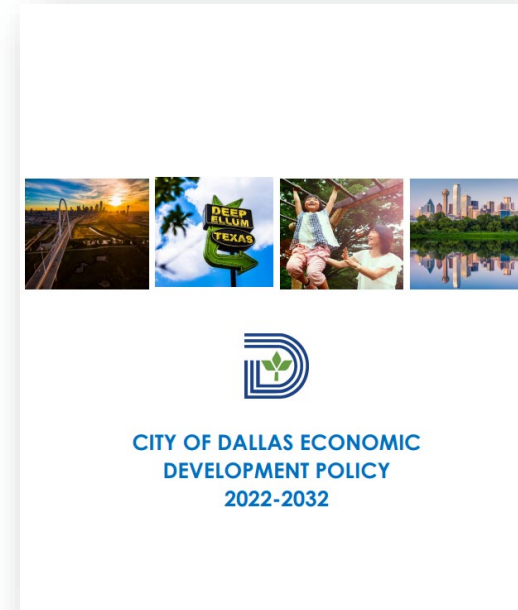 DEEP
ELLUM
TEXAS
CITY OF DALLAS ECONOMIC
DEVELOPMENT POLICY
2022-2032